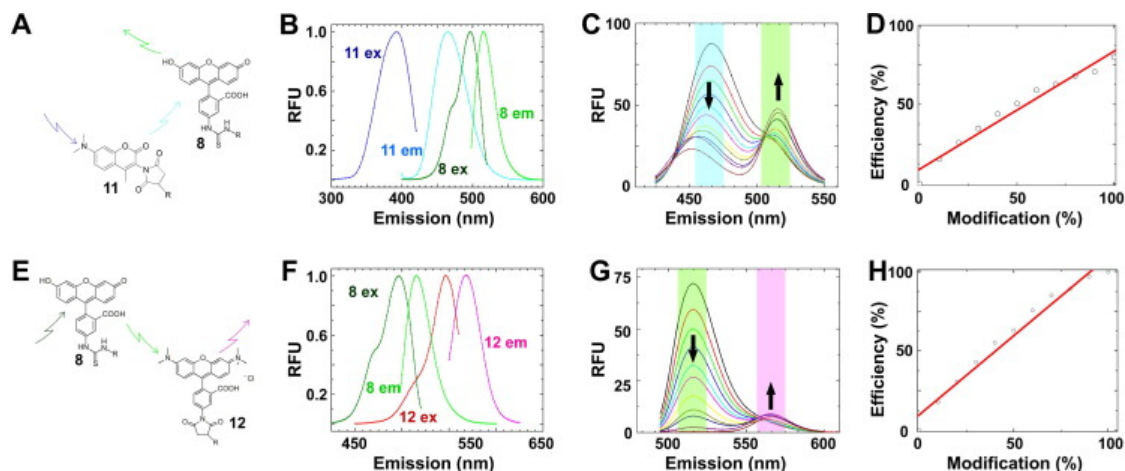 A
HO
O
COOH
NH
H
N-R
S
8
N
O
O
11
O
N
O
R
B
RFU
1.0
0.6
0.2
11 ex
11 em
8 ex
8 em
300
400
500
600
Emission (nm)
C
RFU
100
50
0
450
500
550
Emission (nm)
D
Efficiency (%)
100
50
0
0
50
100
Modification (%)
E
HO
O
COOH
NH
H
N-R
S
8
N
O
N
Cl
COOH
O
N
O
R
12
F
RFU
1.0
0.6
0.2
8 ex
8 em
12 ex
12 em
450
550
650
Emission (nm)
G
RFU
75
50
25
0
500
550
600
Emission (nm)
H
Efficiency (%)
100
50
0
0
50
100
Modification (%)